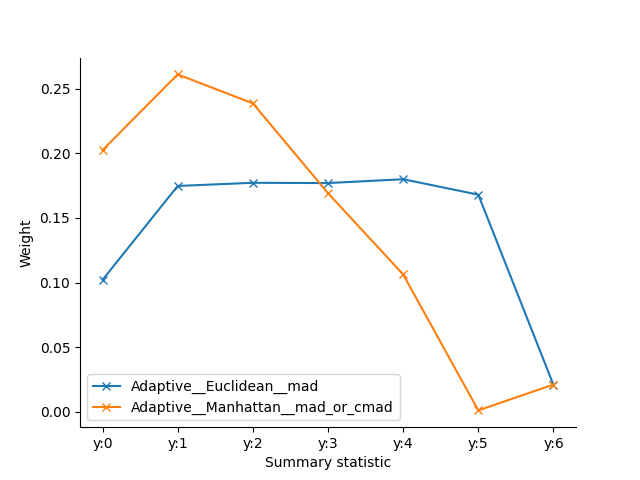 0.25
0.20
0.15
0.10
0.05
0.00
Weight
Adaptive__Euclidean__mad
Adaptive__Manhattan__mad_or_cmad
y:0 y:1 y:2 y:3 y:4 y:5 y:6
Summary statistic